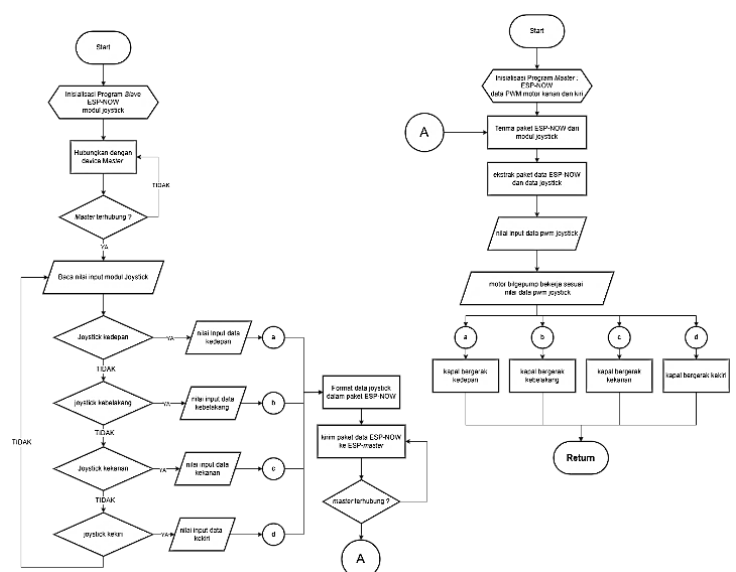 Start
Inisialisasi Program Slave
ESP-NOW
modul joystick
Hubungkan dengan
device Master
TIDAK
Master terhubung ?
YA
Baca nilai input modul Joystick
Joystick kedepan
YA
nilai input data
kedepan
a
TIDAK
joystick kebelakang
YA
nilai input data
kebelakang
b
TIDAK
TIDAK
Joystick kekanan
YA
nilai input data
kekanan
c
TIDAK
joystick kekiri
YA
nilai input data
kekiri
d
Format data joystick
dalam paket ESP-NOW
kirim paket data ESP-NOW
ke ESP-master
master terhubung ?
A
Start
Inisialisasi Program Master :
ESP-NOW
data PWM motor kanan dan kiri
A
Terima paket ESP-NOW dari
modul joystick
ekstrak paket data ESP-NOW
dan data joystick
nilai input data pwm joystick
motor bilgepump bekerja sesuai
nilai data pwm joystick
a
b
c
d
kapal bergerak
kedepan
kapal bergerak
kebelakang
kapal bergerak
kekanan
kapal bergerak kekiri
Return